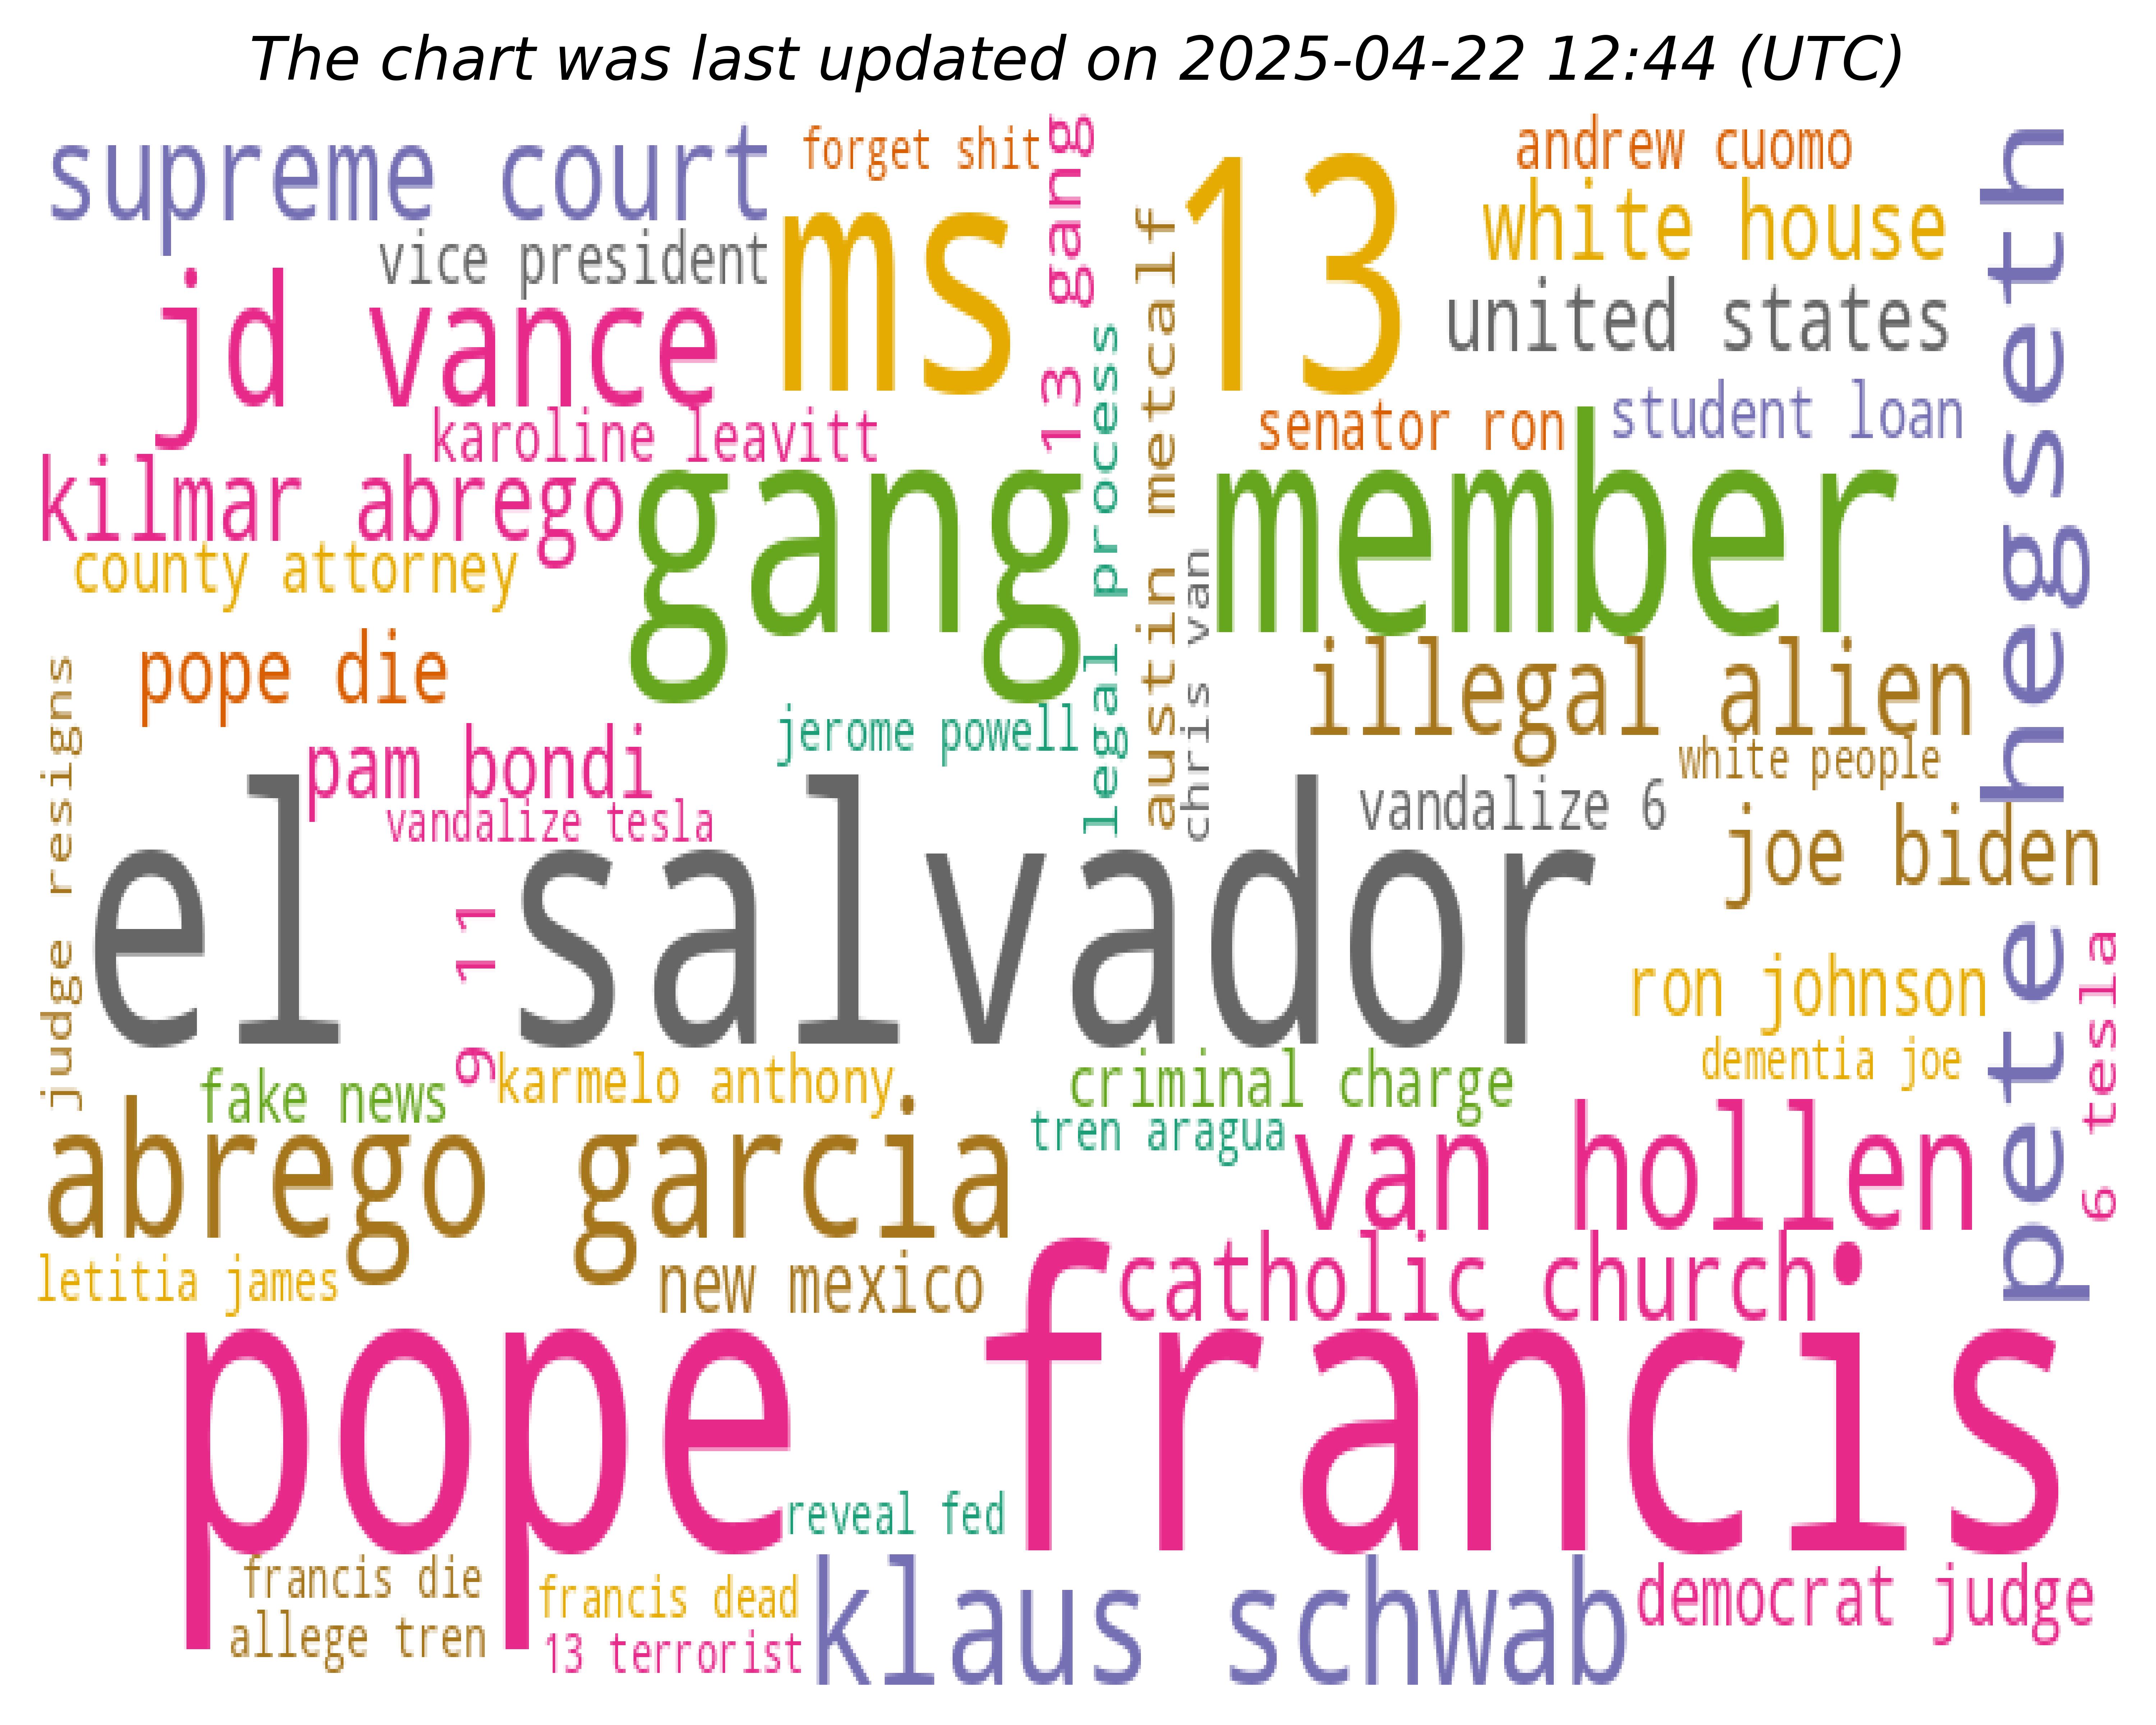 The chart was last updated on 2025-04-22 12:44 (UTC)
supreme court
forget shit
13 gang
andrew cuomo
vice president
ms 13
white house
united states
pete hegseth
jd vance
karoline leavitt
legal process
austin metcalf
senator ron
student loan
kilmar abrego
county attorney
gang member
chris van
pope die
illegal alien
judge resigns
pam bondi
jerome powell
white people
vandalize tesla
vandalize 6
joe biden
el salvador
9 11
ron johnson
6 tesla
fake news
karmelo anthony
criminal charge
dementia joe
abrego garcia
tren aragua
van hollen
letitia james
new mexico
catholic church
pope francis
reveal fed
francis die
francis dead
klaus schwab
democrat judge
allege tren
13 terrorist